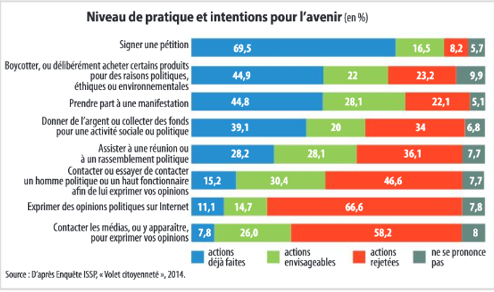 Niveau de pratique et intentions pour l'avenir (en %)
Signer une pétition 69,5 16,5 8,2 5,7
Boycotter, ou délibérément acheter certains produits
pour des raisons politiques, 44,9 22 23,2 9,9
éthiques ou environnementales
Prendre part à une manifestation 44,8 28,1 22,1 5,1
Donner de l'argent ou collecter des fonds
pour une activité sociale ou politique 39,1 20 34 6,8
Assister à une réunion ou
à un rassemblement politique 28,2 28,1 36,1 7,7
Contacter ou essayer de contacter
un homme politique ou un haut fonctionnaire 15,2 30,4 46,6 7,7
afin de lui exprimer vos opinions
Exprimer des opinions politiques sur Internet 11,1 14,7 66,6 7,8
Contacter les médias, ou y apparaître,
pour exprimer vos opinions 7,8 26,0 58,2 8
actions déjà faites
actions envisageables
actions rejetées
ne se prononce pas
Source : D'après Enquête ISSP, « Volet citoyenneté », 2014.